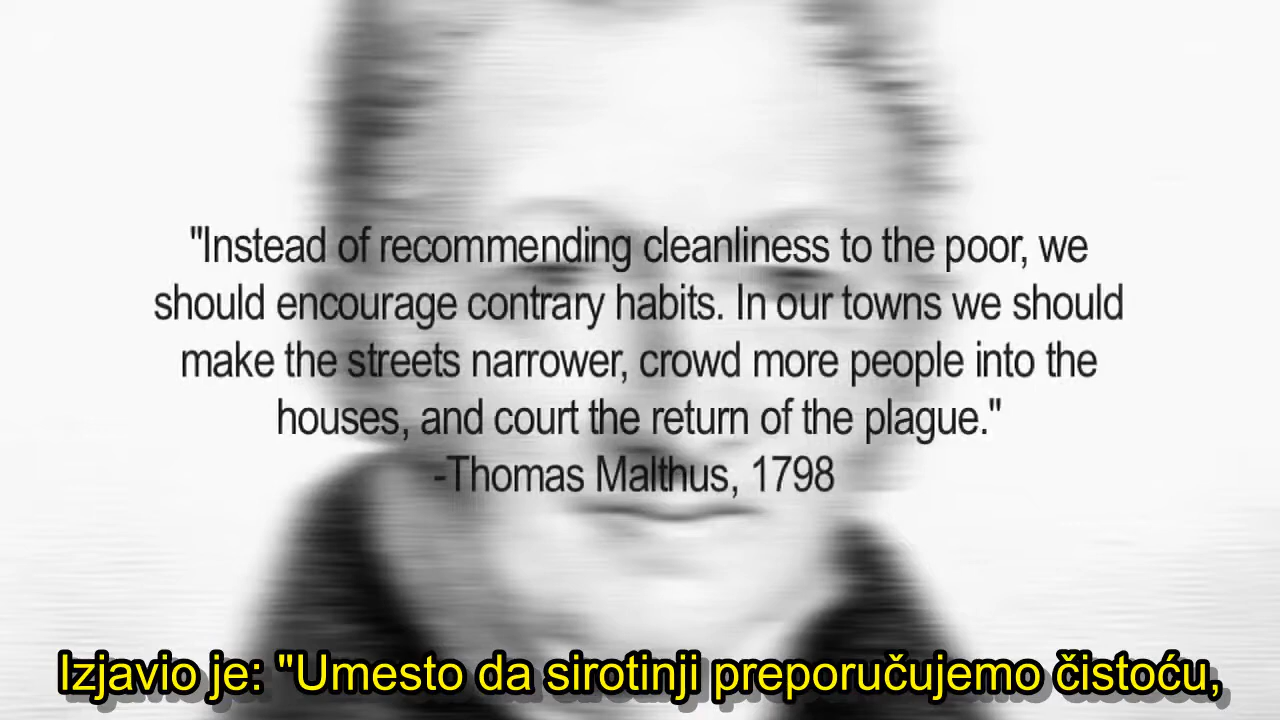 "Instead of recommending cleanliness to the poor, we
should encourage contrary habits. In our towns we should
make the streets narrower, crowd more people into the
houses, and court the return of the plague."
-Thomas Malthus, 1798
Izjavio je: "Umesto da sirotinji preporučujemo čistoću,